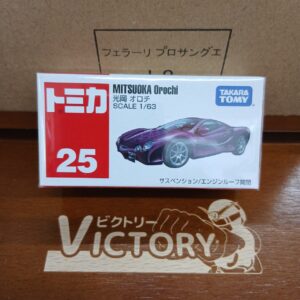 フェラーリ プロサングエ
トミカ
MITSUOKA Orochi
光岡 オロチ
SCALE 1/63
TAKARA
TOMY
25
サスペンション/エンジンルーフ開閉
ビクトリー
VICTORY